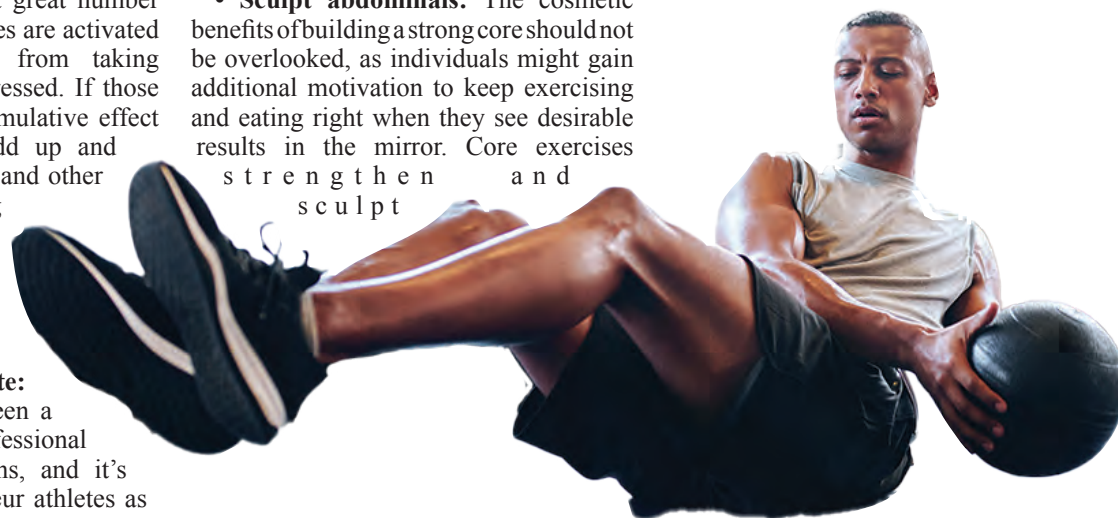 great number
es are activated
from taking
essed. If those
mulative effect
dd up and
and other
te:
een a
fessional
ns, and it's
eur athletes as
• Sculpt abdominals: The cosmetic
benefits of building a strong core should not
be overlooked, as individuals might gain
additional motivation to keep exercising
and eating right when they see desirable
results in the mirror. Core exercises
strengthen and
sculpt